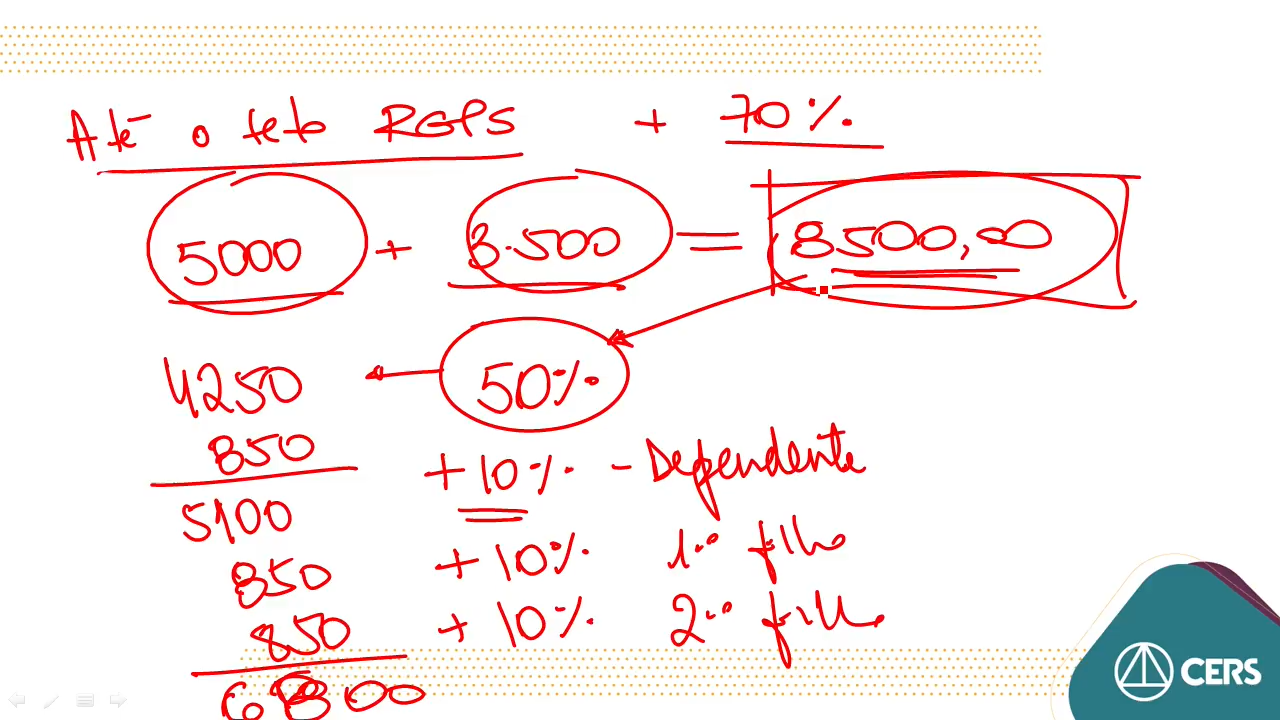 Até o teto RGPS + 70%
5000 + 3.500 = 8500,00
4250 50%
850 +10% - Dependente
5100
850 +10% 1.º filho
850 +10% 2.º filho
6800
CERS